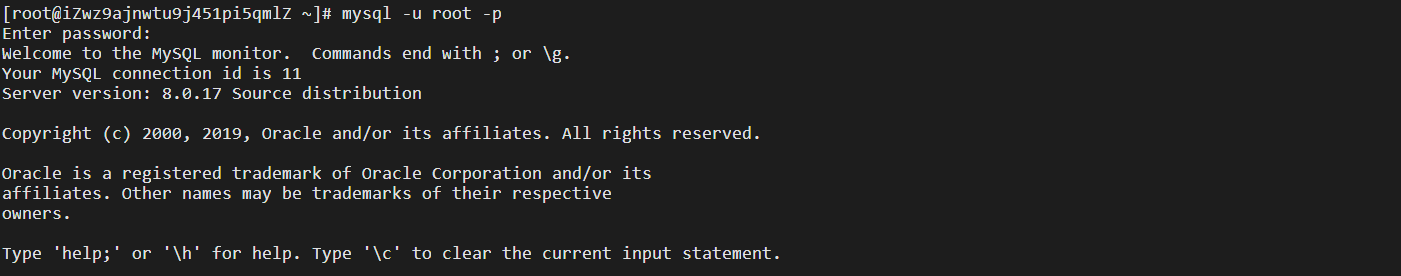 [root@iZwz9ajnwtu9j451pi5qmlZ ~]# mysql -u root -p
Enter password:
Welcome to the MySQL monitor.  Commands end with ; or \g.
Your MySQL connection id is 11
Server version: 8.0.17 Source distribution
Copyright (c) 2000, 2019, Oracle and/or its affiliates. All rights reserved.
Oracle is a registered trademark of Oracle Corporation and/or its
affiliates. Other names may be trademarks of their respective
owners.
Type 'help;' or '\h' for help. Type '\c' to clear the current input statement.